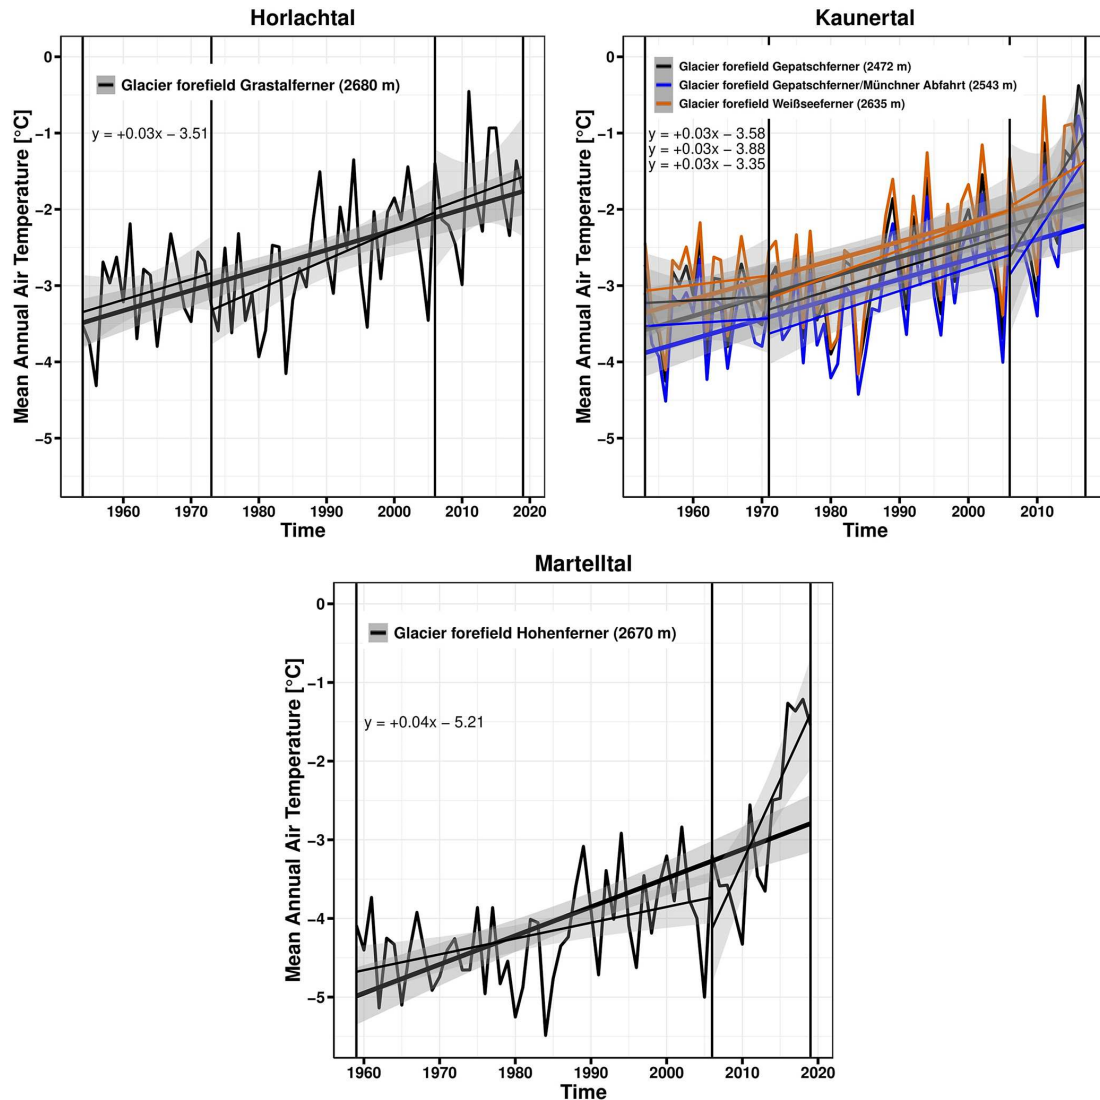 Horlachtal
Mean Annual Air Temperature [°C]
0
−1
−2
−3
−4
−5
Glacier forefield Grastalferner (2680 m)
y = +0.03x − 3.51
1960 1970 1980 1990 2000 2010 2020
Time
Kaunertal
Mean Annual Air Temperature [°C]
0
−1
−2
−3
−4
−5
Glacier forefield Gepatschferner (2472 m)
Glacier forefield Gepatschferner/Münchner Abfahrt (2543 m)
Glacier forefield Weißseeferner (2635 m)
y = +0.03x − 3.58
y = +0.03x − 3.88
y = +0.03x − 3.35
1960 1970 1980 1990 2000 2010
Time
Martelltal
Mean Annual Air Temperature [°C]
0
−1
−2
−3
−4
−5
Glacier forefield Hohenferner (2670 m)
y = +0.04x − 5.21
1960 1970 1980 1990 2000 2010 2020
Time